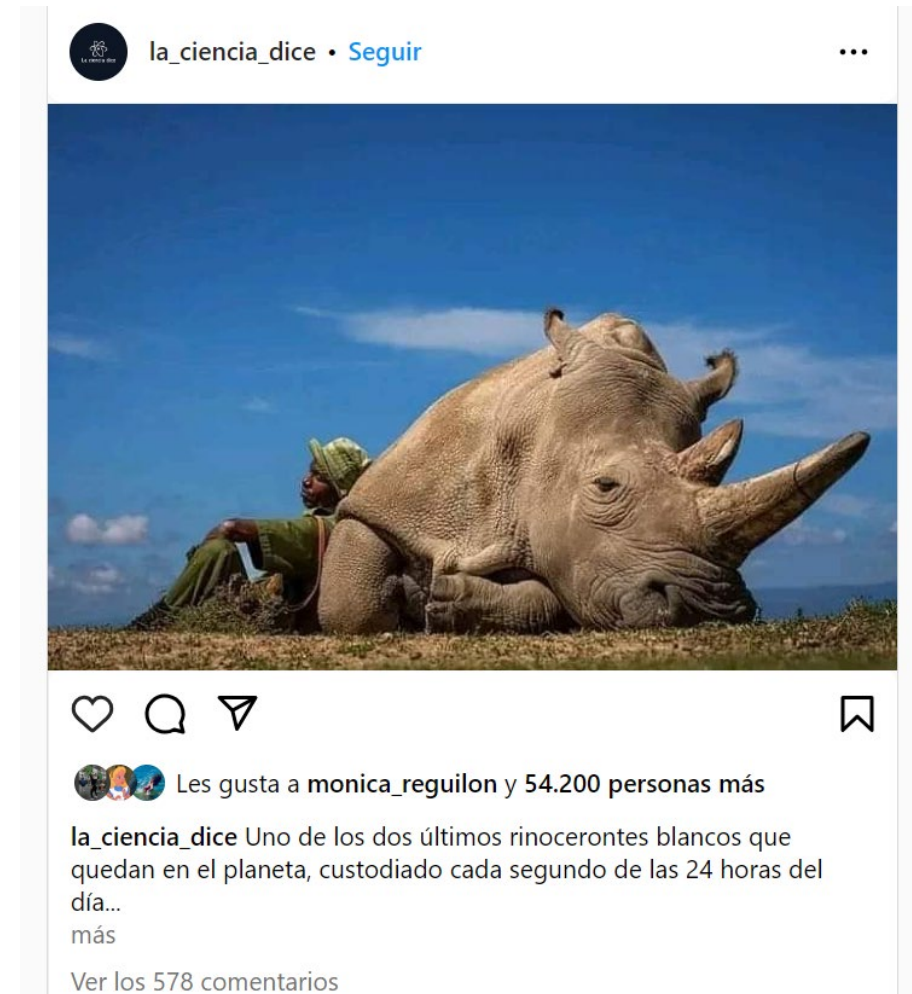 la_ciencia_dice • Seguir
Les gusta a monica_reguilon y 54.200 personas más
la_ciencia_dice Uno de los dos últimos rinocerontes blancos que
quedan en el planeta, custodiado cada segundo de las 24 horas del
día...
más
Ver los 578 comentarios